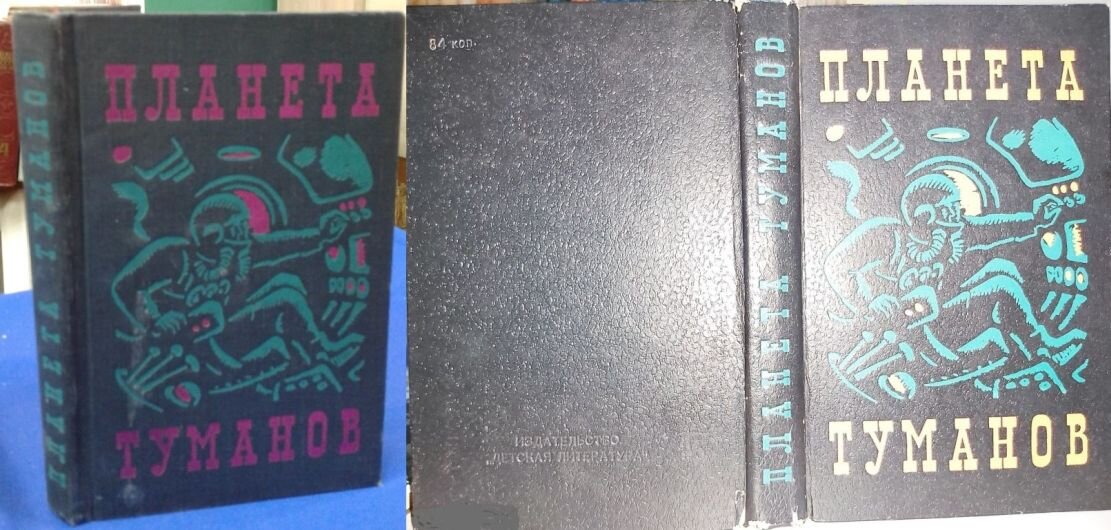 ПЛАНЕТА ТУМАНОВ
ПЛАНЕТА
ТУМАНОВ
84 коп.
ИЗДАТЕЛЬСТВО
„ДЕТСКАЯ ЛИТЕРАТУРА“
ПЛАНЕТА ТУМАНОВ
ПЛАНЕТА
ТУМАНОВ